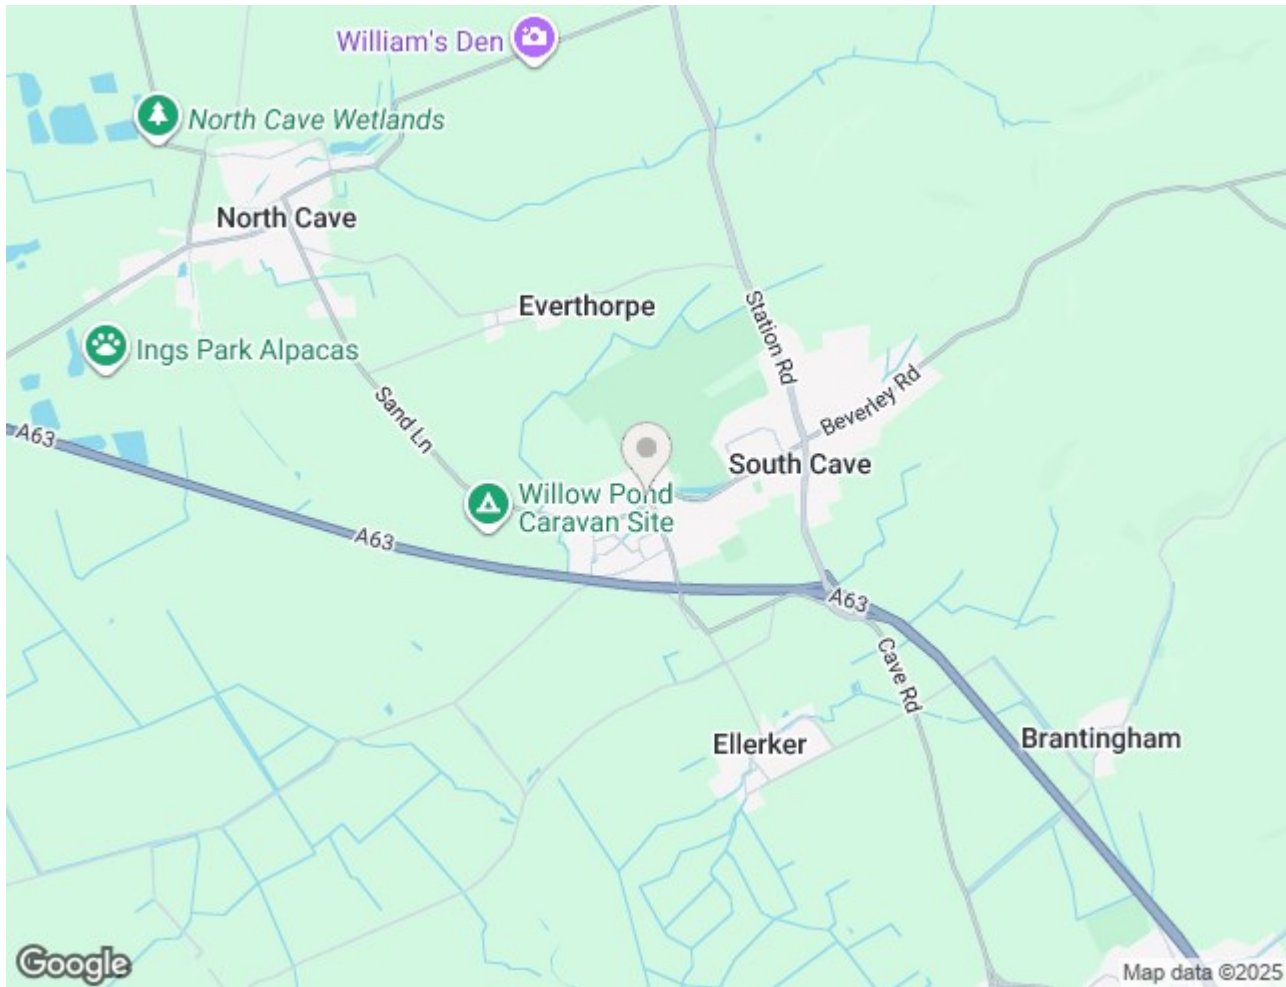 William's Den
North Cave Wetlands
North Cave
Everthorpe
Station Rd
Ings Park Alpacas
Beverley Rd
Sand Ln
A63
South Cave
Willow Pond
Caravan Site
A63
A63
Cave Rd
Ellerker
Brantingham
Google
Map data ©2025